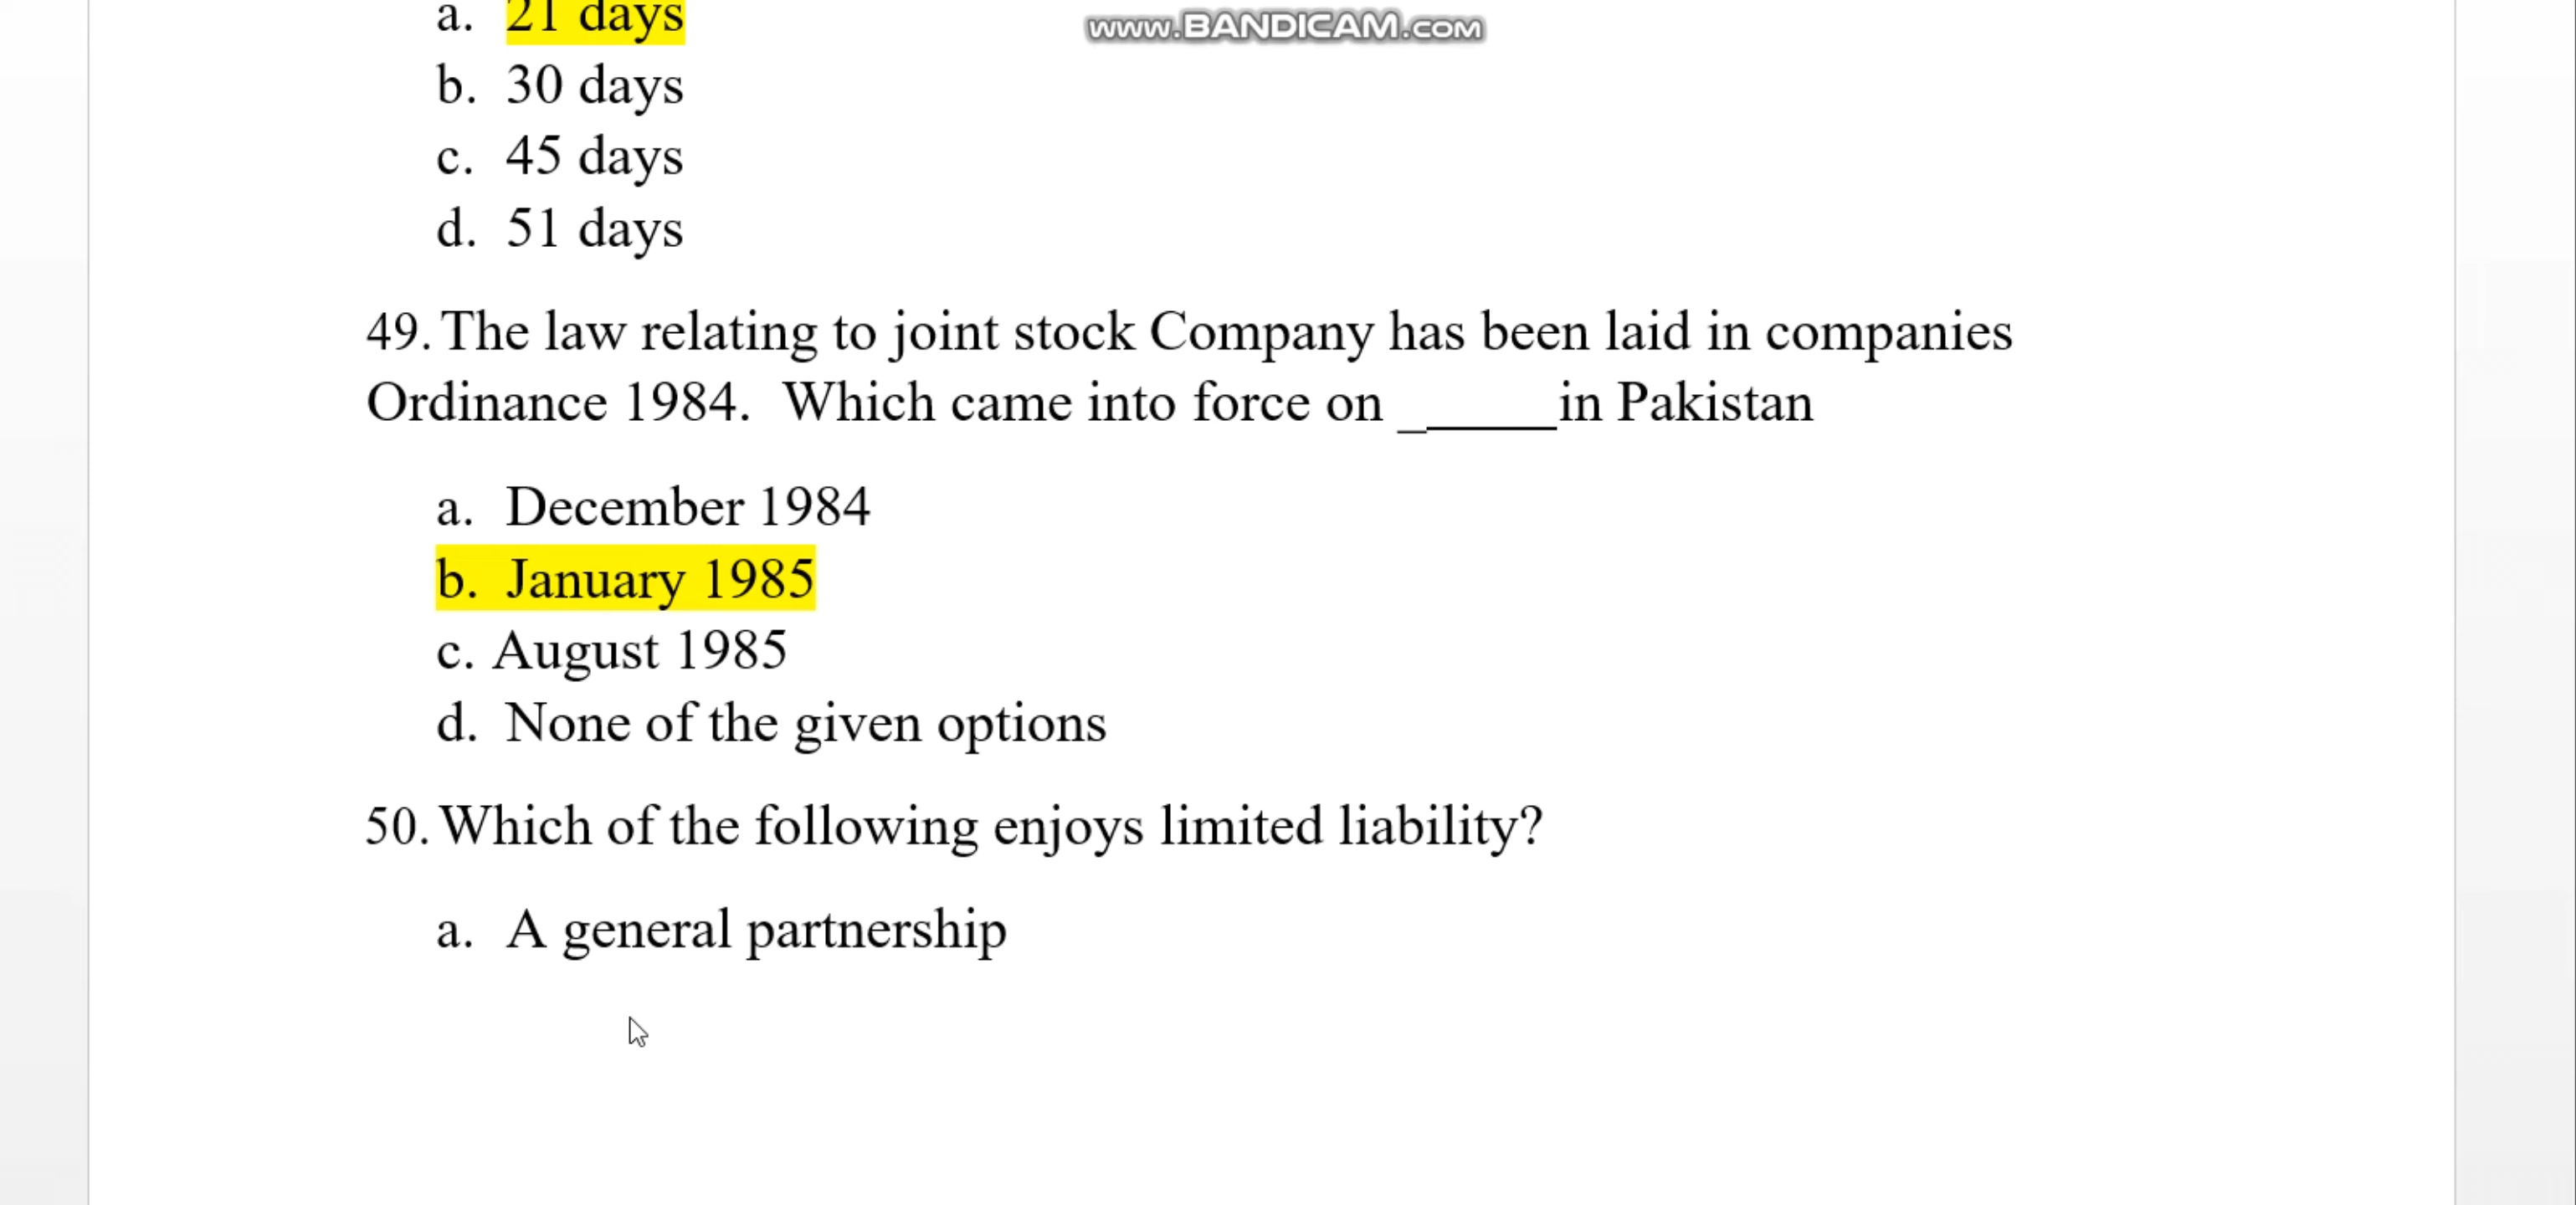 www.BANDICAM.com
a. 21 days
b. 30 days
c. 45 days
d. 51 days
49. The law relating to joint stock Company has been laid in companies
Ordinance 1984. Which came into force on ______in Pakistan
a. December 1984
b. January 1985
c. August 1985
d. None of the given options
50. Which of the following enjoys limited liability?
a. A general partnership